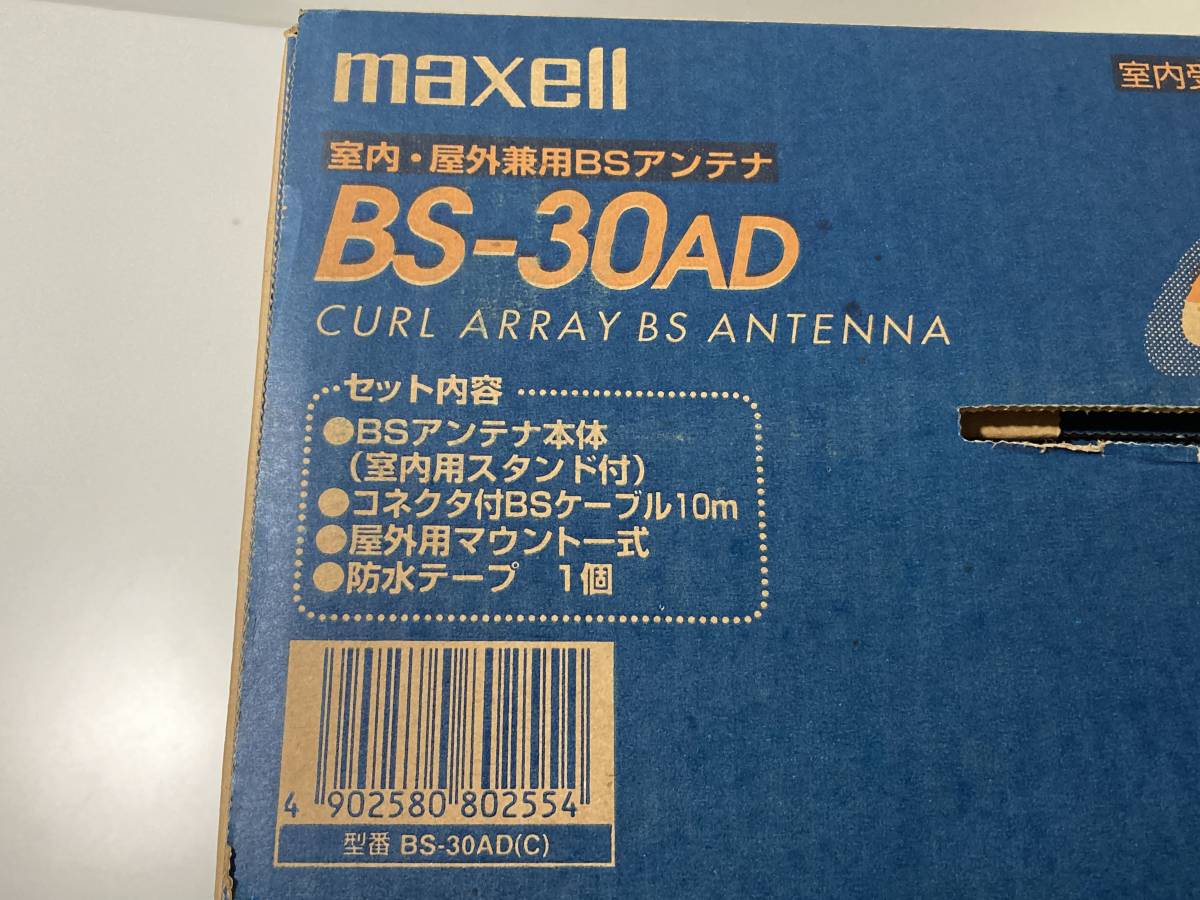 maxell
室内受
室内・屋外兼用BSアンテナ
BS-30AD
CURL ARRAY BS ANTENNA
セット内容
●BSアンテナ本体
(室内用スタンド付)
●コネクタ付BSケーブル10m
●屋外用マウント一式
●防水テープ 1個
4 902580 802554
型番 BS-30AD(C)